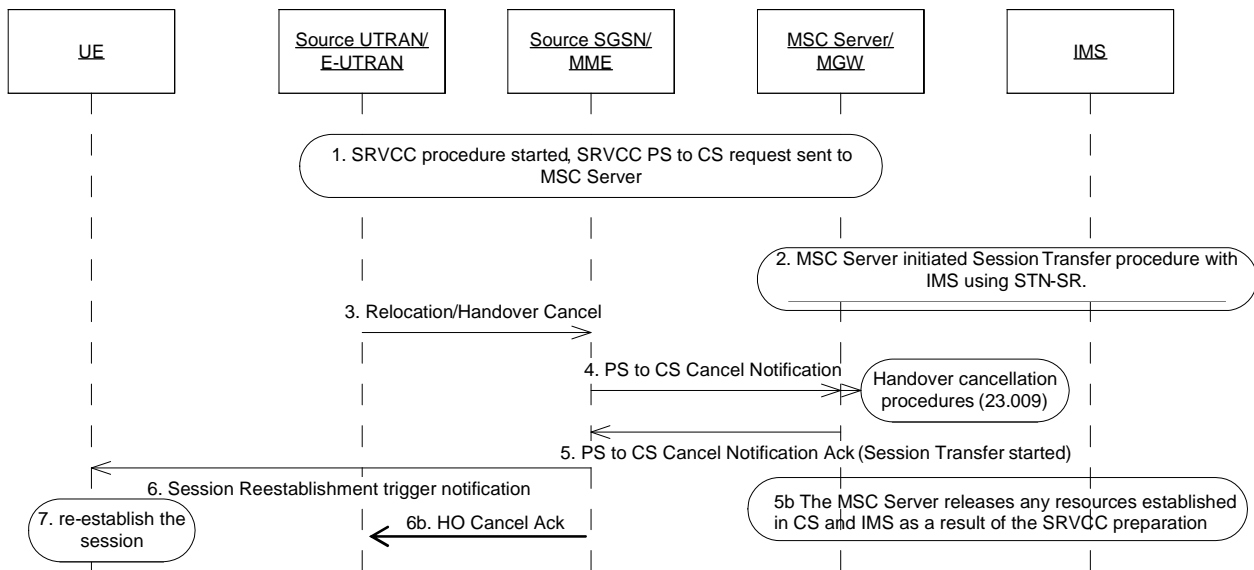 UE
Source UTRAN/
E-UTRAN
Source SGSN/
MME
MSC Server/
MGW
IMS
1. SRVCC procedure started, SRVCC PS to CS request sent to
MSC Server
2. MSC Server initiated Session Transfer procedure with
IMS using STN-SR.
3. Relocation/Handover Cancel
4. PS to CS Cancel Notification
Handover cancellation
procedures (23.009)
5. PS to CS Cancel Notification Ack (Session Transfer started)
6. Session Reestablishment trigger notification
5b The MSC Server releases any resources established
in CS and IMS as a result of the SRVCC preparation
7. re-establish the
session
6b. HO Cancel Ack